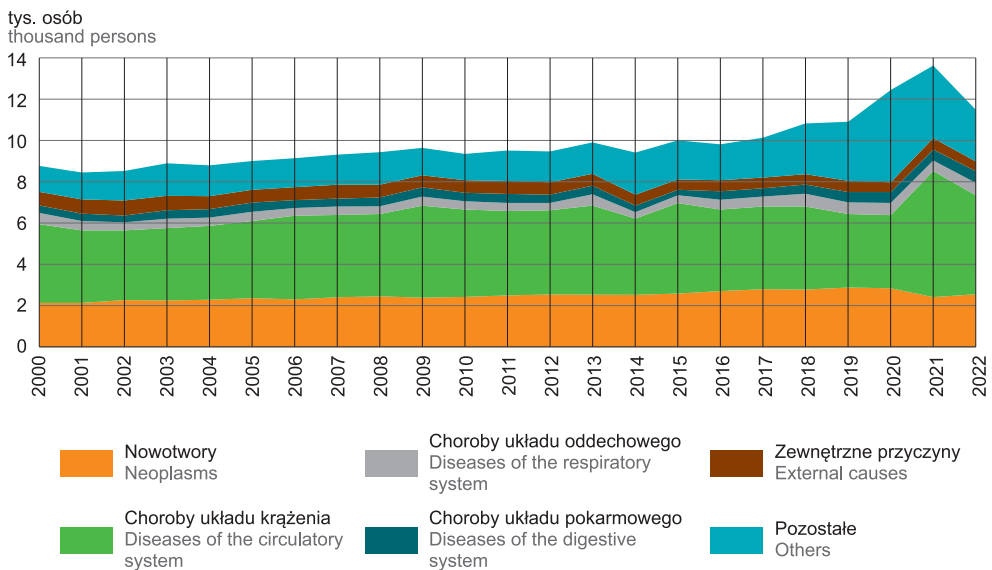 tys. osób
thousand persons
14
12
10
8
6
4
2
0
2000
2001
2002
2003
2004
2005
2006
2007
2008
2009
2010
2011
2012
2013
2014
2015
2016
2017
2018
2019
2020
2021
2022
Nowotwory
Neoplasms
Choroby układu oddechowego
Diseases of the respiratory
system
Zewnętrzne przyczyny
External causes
Choroby układu krążenia
Diseases of the circulatory
system
Choroby układu pokarmowego
Diseases of the digestive
system
Pozostałe
Others